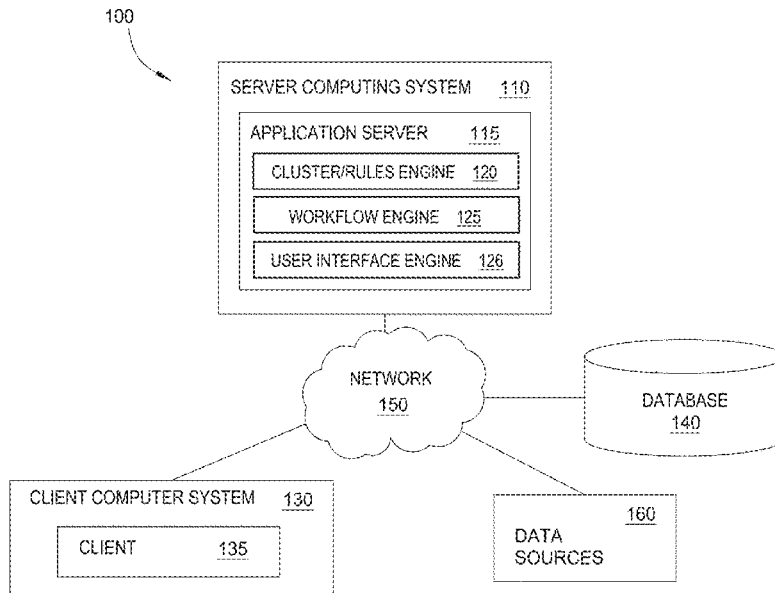 100
SERVER COMPUTING SYSTEM 110
APPLICATION SERVER 115
CLUSTER/RULES ENGINE 120
WORKFLOW ENGINE 125
USER INTERFACE ENGINE 126
NETWORK
150
DATABASE
140
CLIENT COMPUTER SYSTEM 130
CLIENT 135
160
DATA
SOURCES